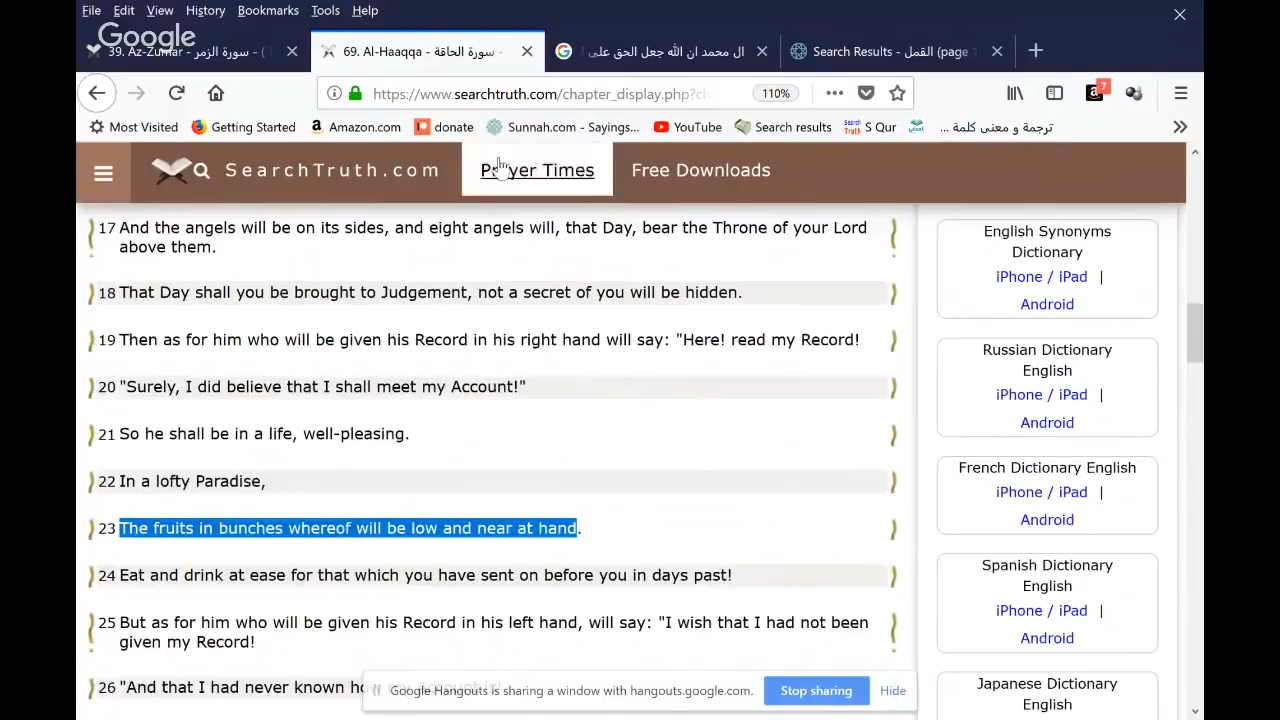 File Edit View History Bookmarks Tools Help
Google
39. Az-Zumar - سورة الزمر - (
69. Al-Haaqqa - سورة الحاقة -
ال محمد ان الله جعل الحق على ا
Search Results - القمل (page 1
https://www.searchtruth.com/chapter_display.php?ch
110%
7
Most Visited Getting Started Amazon.com donate Sunnah.com - Sayings,... YouTube Search results Search Truth S Qur ترجمة و معنى كلمة ...
SearchTruth.com Prayer Times Free Downloads
17 And the angels will be on its sides, and eight angels will, that Day, bear the Throne of your Lord
above them.
18 That Day shall you be brought to Judgement, not a secret of you will be hidden.
19 Then as for him who will be given his Record in his right hand will say: "Here! read my Record!
20 "Surely, I did believe that I shall meet my Account!"
21 So he shall be in a life, well-pleasing.
22 In a lofty Paradise,
23 The fruits in bunches whereof will be low and near at hand.
24 Eat and drink at ease for that which you have sent on before you in days past!
25 But as for him who will be given his Record in his left hand, will say: "I wish that I had not been
given my Record!
26 "And that I had never known how my Account is!
Google Hangouts is sharing a window with hangouts.google.com. Stop sharing Hide
English Synonyms
Dictionary
iPhone / iPad |
Android
Russian Dictionary
English
iPhone / iPad |
Android
French Dictionary English
iPhone / iPad |
Android
Spanish Dictionary
English
iPhone / iPad |
Android
Japanese Dictionary
English